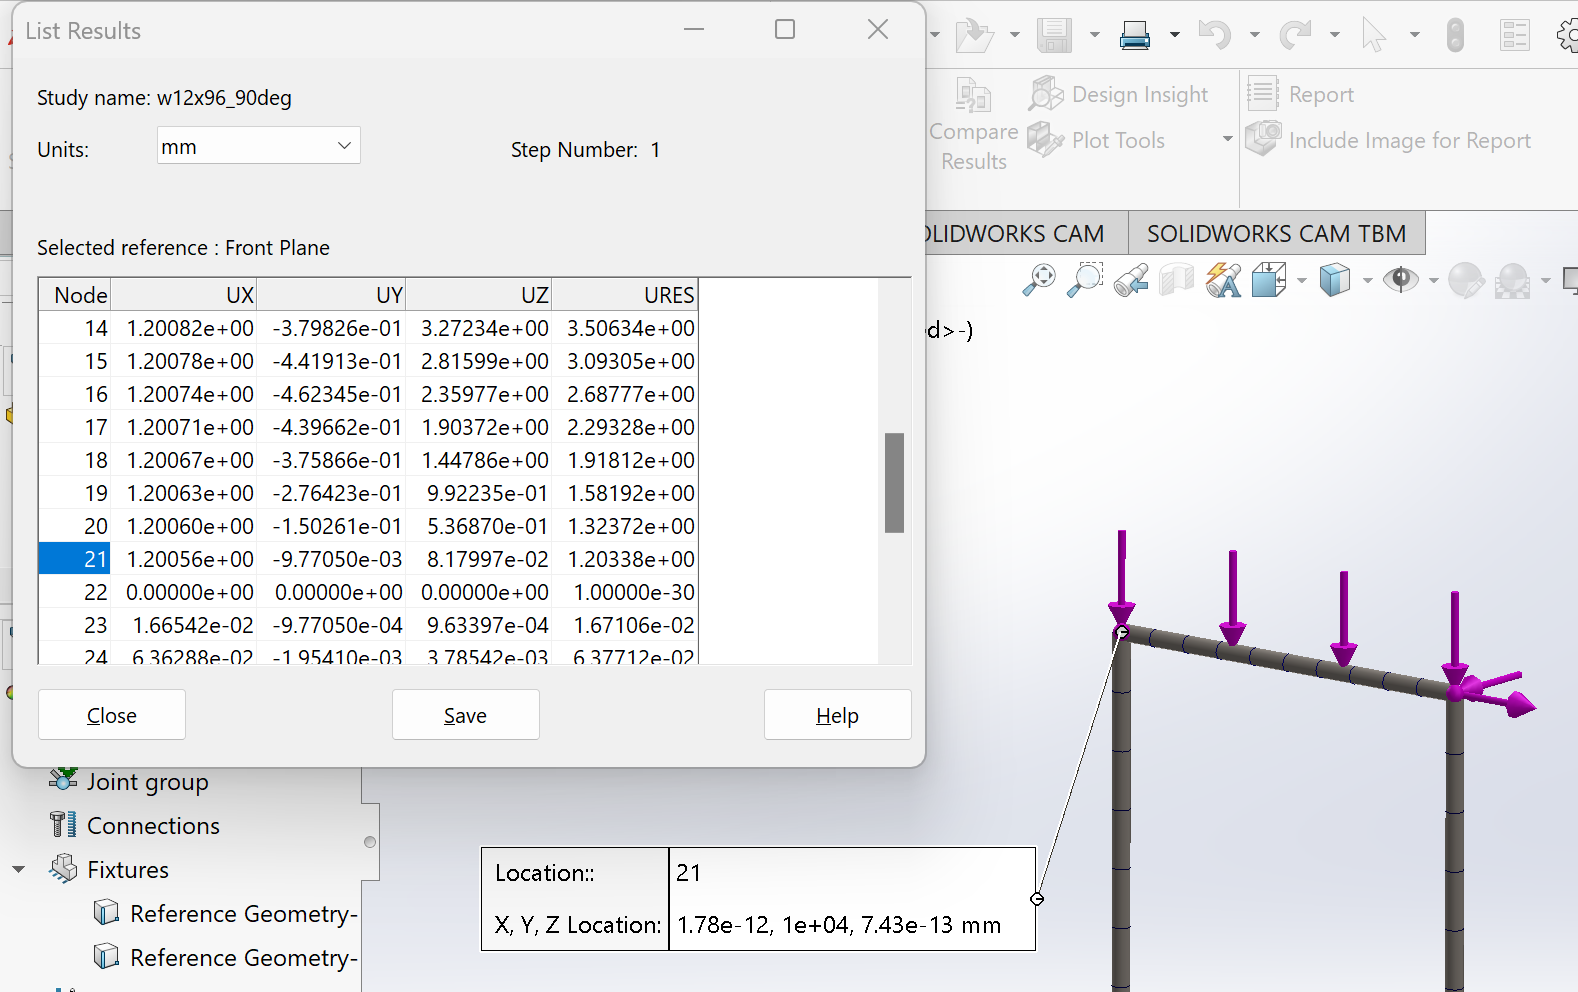 List Results
Study name: w12x96_90deg
Units: mm
Step Number: 1
Selected reference : Front Plane
Node UX UY UZ URES
14 1.20082e+00 -3.79826e-01 3.27234e+00 3.50634e+00
15 1.20078e+00 -4.41913e-01 2.81599e+00 3.09305e+00
16 1.20074e+00 -4.62345e-01 2.35977e+00 2.68777e+00
17 1.20071e+00 -4.39662e-01 1.90372e+00 2.29328e+00
18 1.20067e+00 -3.75866e-01 1.44786e+00 1.91812e+00
19 1.20063e+00 -2.76423e-01 9.92235e-01 1.58192e+00
20 1.20060e+00 -1.50261e-01 5.36870e-01 1.32372e+00
21 1.20056e+00 -9.77050e-03 8.17997e-02 1.20338e+00
22 0.00000e+00 0.00000e+00 0.00000e+00 1.00000e-30
23 1.66542e-02 -9.77050e-04 9.63397e-04 1.67106e-02
24 6.36288e-02 -1.95410e-03 3.78542e-03 6.37712e-02
Close Save Help
Compare
Results
Design Insight
Plot Tools
Report
Include Image for Report
OLIDWORKS CAM
SOLIDWORKS CAM TBM
d>-)
Joint group
Connections
Fixtures
Reference Geometry-
Reference Geometry-
Location:: 21
X, Y, Z Location: 1.78e-12, 1e+04, 7.43e-13 mm